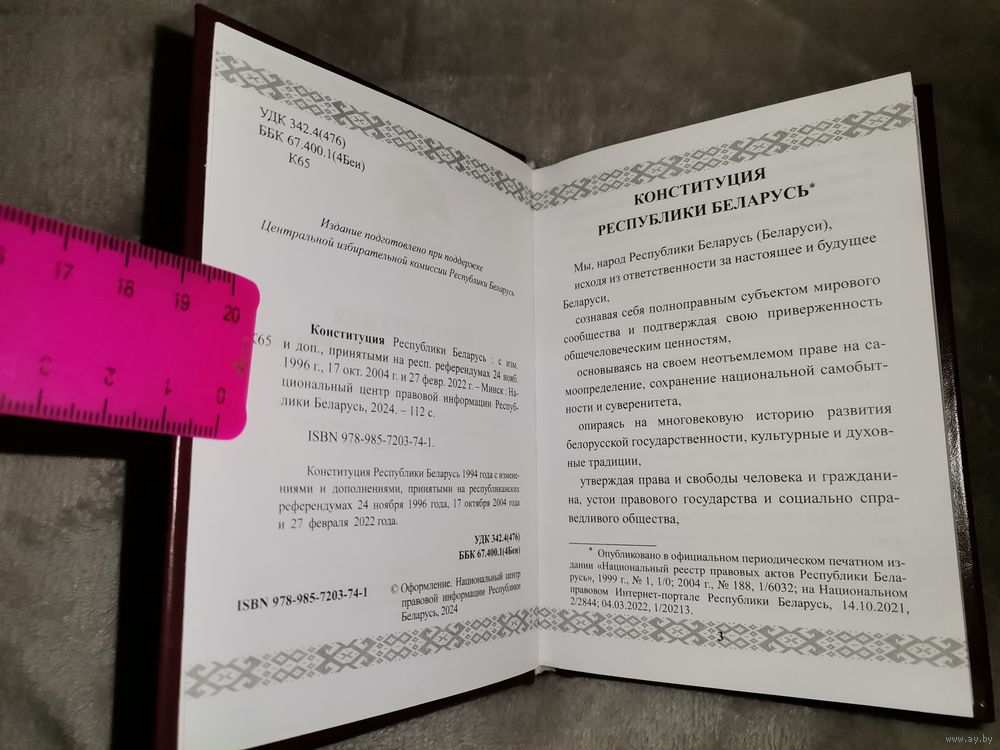 УДК 342.4(476)
ББК 67.400.1(4Беи)
К65
Издание подготовлено при поддержке
Центральной избирательной комиссии Республики Беларусь
Конституция Республики Беларусь : с изм.
К65 и доп., принятыми на респ. референдумах 24 нояб.
1996 г., 17 окт. 2004 г. и 27 февр. 2022 г. – Минск : На-
циональный центр правовой информации Респуб-
лики Беларусь, 2024. – 112 с.
ISBN 978-985-7203-74-1.
Конституция Республики Беларусь 1994 года с измене-
ниями и дополнениями, принятыми на республиканских
референдумах 24 ноября 1996 года, 17 октября 2004 года
и 27 февраля 2022 года.
УДК 342.4(476)
ББК 67.400.1(4Беи)
ISBN 978-985-7203-74-1
© Оформление. Национальный центр
правовой информации Республики
Беларусь, 2024
КОНСТИТУЦИЯ
РЕСПУБЛИКИ БЕЛАРУСЬ*
Мы, народ Республики Беларусь (Беларуси),
исходя из ответственности за настоящее и будущее
Беларуси,
сознавая себя полноправным субъектом мирового
сообщества и подтверждая свою приверженность
общечеловеческим ценностям,
основываясь на своем неотъемлемом праве на са-
моопределение, сохранение национальной самобыт-
ности и суверенитета,
опираясь на многовековую историю развития
белорусской государственности, культурные и духов-
ные традиции,
утверждая права и свободы человека и граждани-
на, устои правового государства и социально спра-
ведливого общества,
* Опубликовано в официальном периодическом печатном из-
дании «Национальный реестр правовых актов Республики Бела-
русь», 1999 г., № 1, 1/0; 2004 г., № 188, 1/6032; на Национальном
правовом Интернет-портале Республики Беларусь, 14.10.2021,
2/2844; 04.03.2022, 1/20213.
3
17 18 19 20
3 2 1 0
www.ay.by